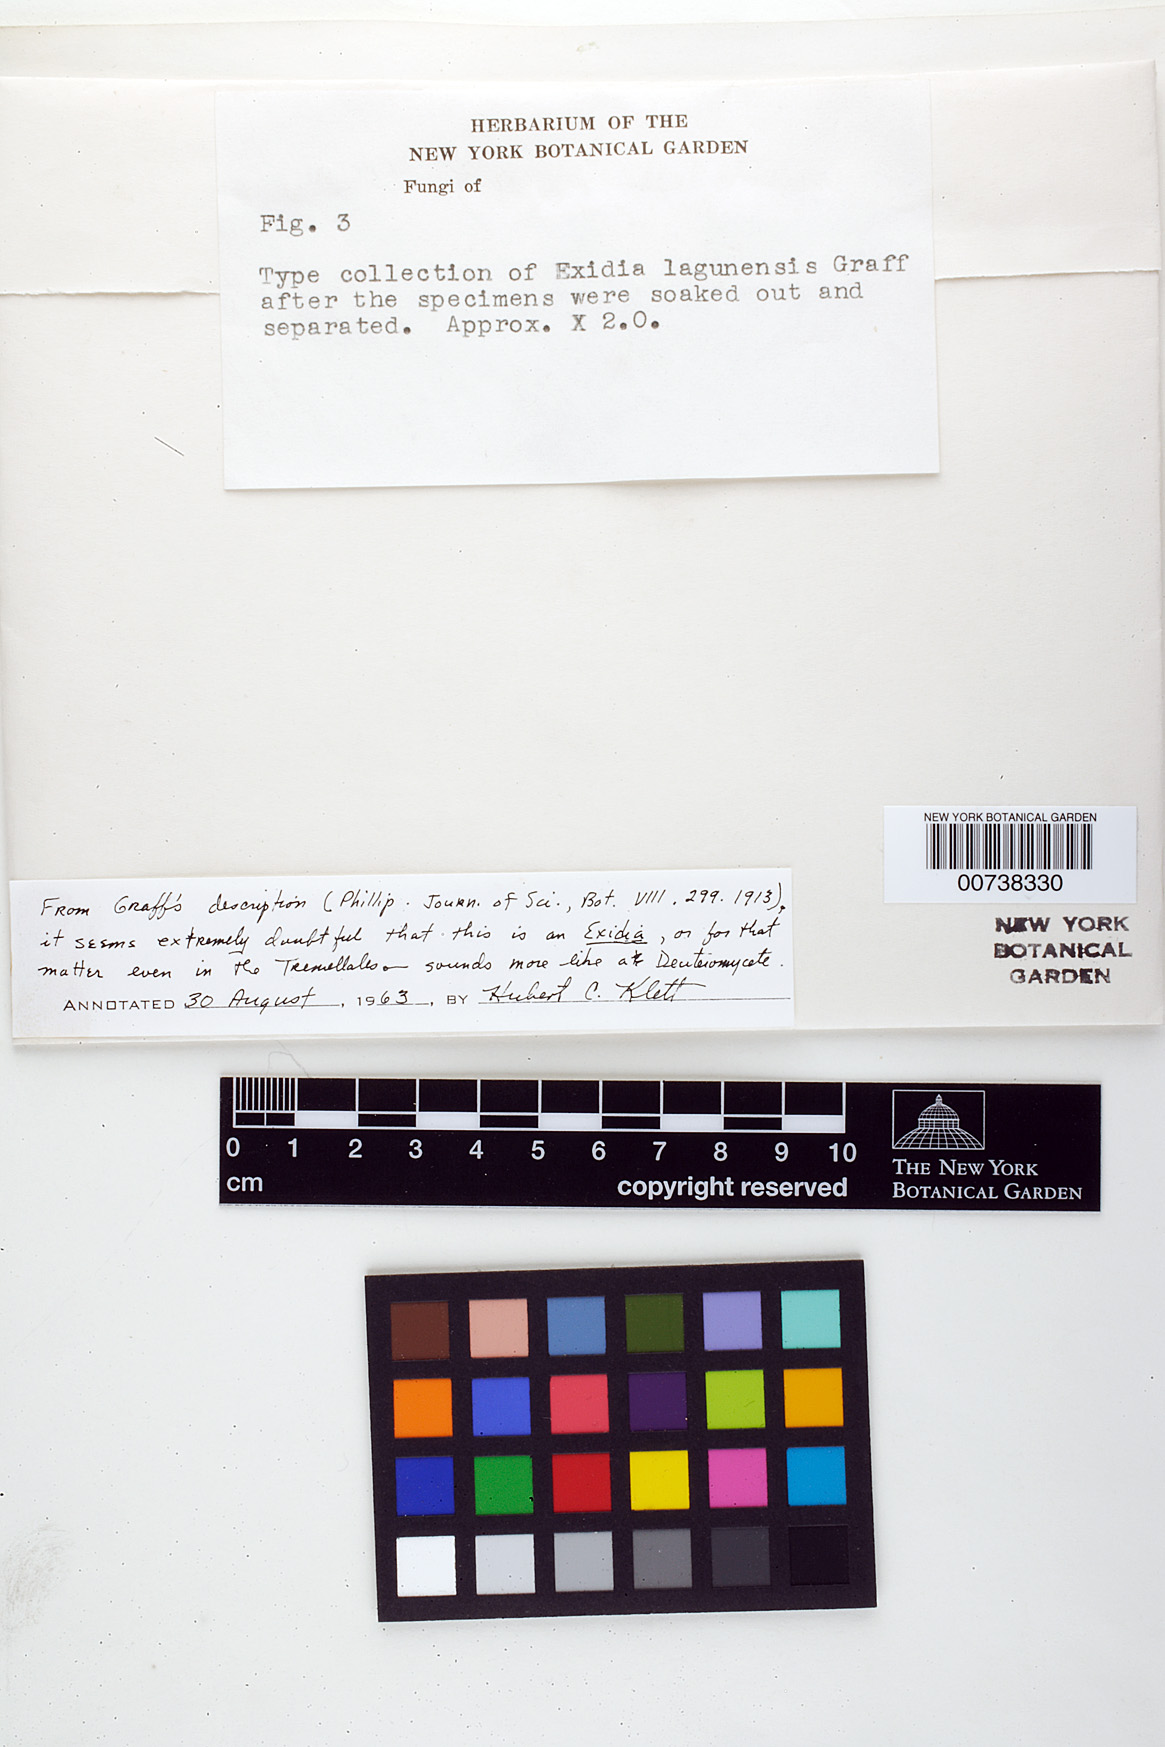 HERBARIUM OF THE
NEW YORK BOTANICAL GARDEN
Fungi of
Fig. 3
Type collection of Exidia lagunensis Graff
after the specimens were soaked out and
separated. Approx. X 2.0.
NEW YORK BOTANICAL GARDEN
00738330
NEW YORK
BOTANICAL
GARDEN
From Graff's description (Phillip. Journ. of Sci., Bot. VIII. 299. 1913),
it seems extremely doubtful that this is an Exidia, or for that
matter even in the Tremellales — sounds more like a Deuteromycete.
ANNOTATED 30 August, 1963, BY Hubert C. Klett
0 1 2 3 4 5 6 7 8 9 10
cm
copyright reserved
THE NEW YORK
BOTANICAL GARDEN